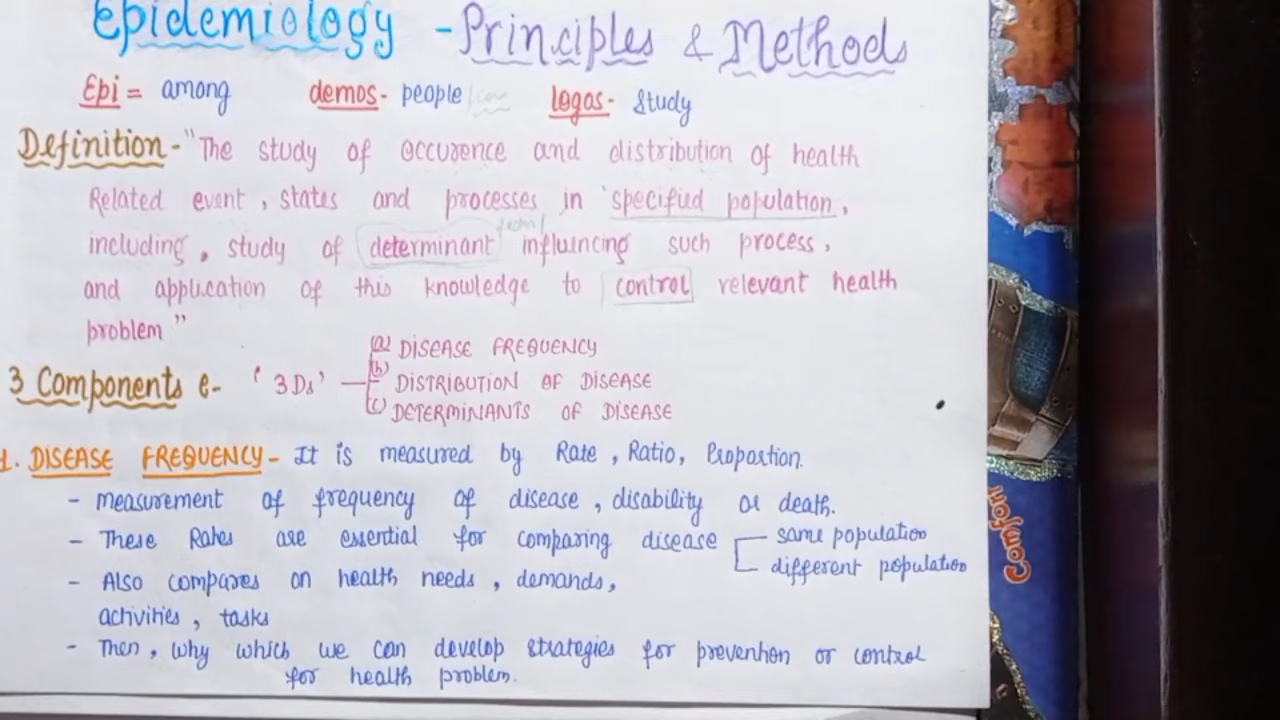 Epidemiology - Principles & Methods
Epi = among demos - people logos - Study
Definition - "The study of occurence and distribution of health
Related event, states and processes in 'specified population,
including, study of determinant influencing such process,
and application of this knowledge to control relevant health
problem"
3 Components :- '3Ds'
(a) DISEASE FREQUENCY
(b) DISTRIBUTION OF DISEASE
(c) DETERMINANTS OF DISEASE
1. DISEASE FREQUENCY - It is measured by Rate, Ratio, Proportion.
- measurement of frequency of disease, disability or death.
- These Rates are essential for comparing disease
same population
different population
- Also compares on health needs, demands,
activities, tasks
- Then, why which we can develop strategies for prevention or control
for health problem.